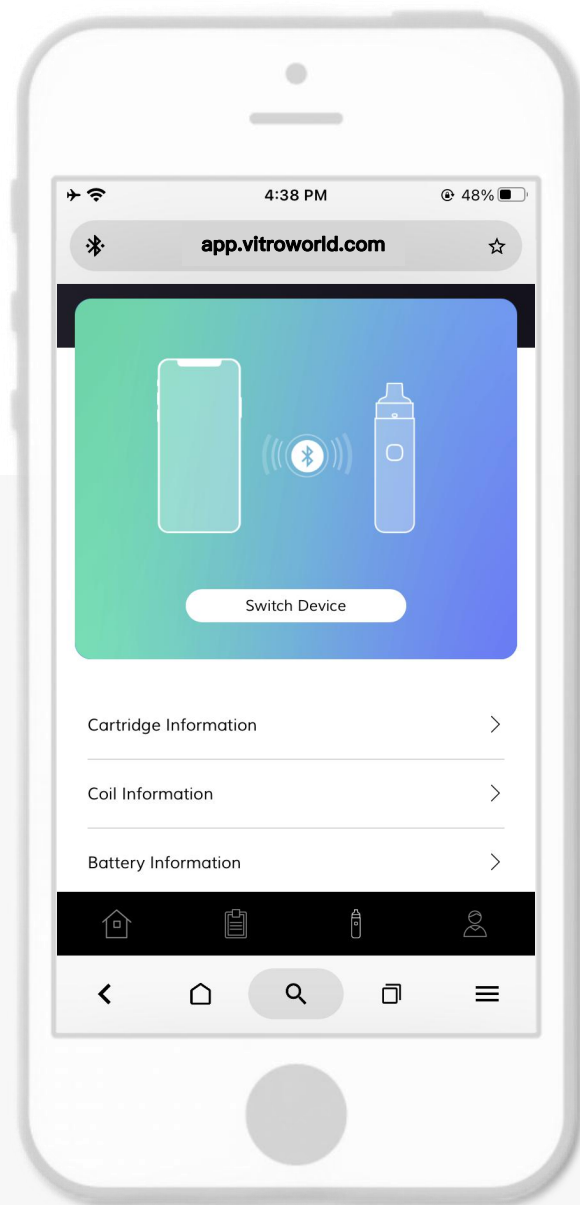 4:38 PM
48%
app.vitroworld.com
Switch Device
Cartridge Information
Coil Information
Battery Information